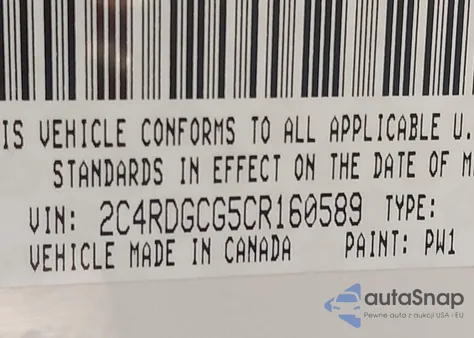 IS VEHICLE CONFORMS TO ALL APPLICABLE U.
STANDARDS IN EFFECT ON THE DATE OF M
VIN: 2C4RDGCG5CR160589 TYPE:
VEHICLE MADE IN CANADA PAINT: PW1
autaSnap
Pewne auta z aukcji USA i EU